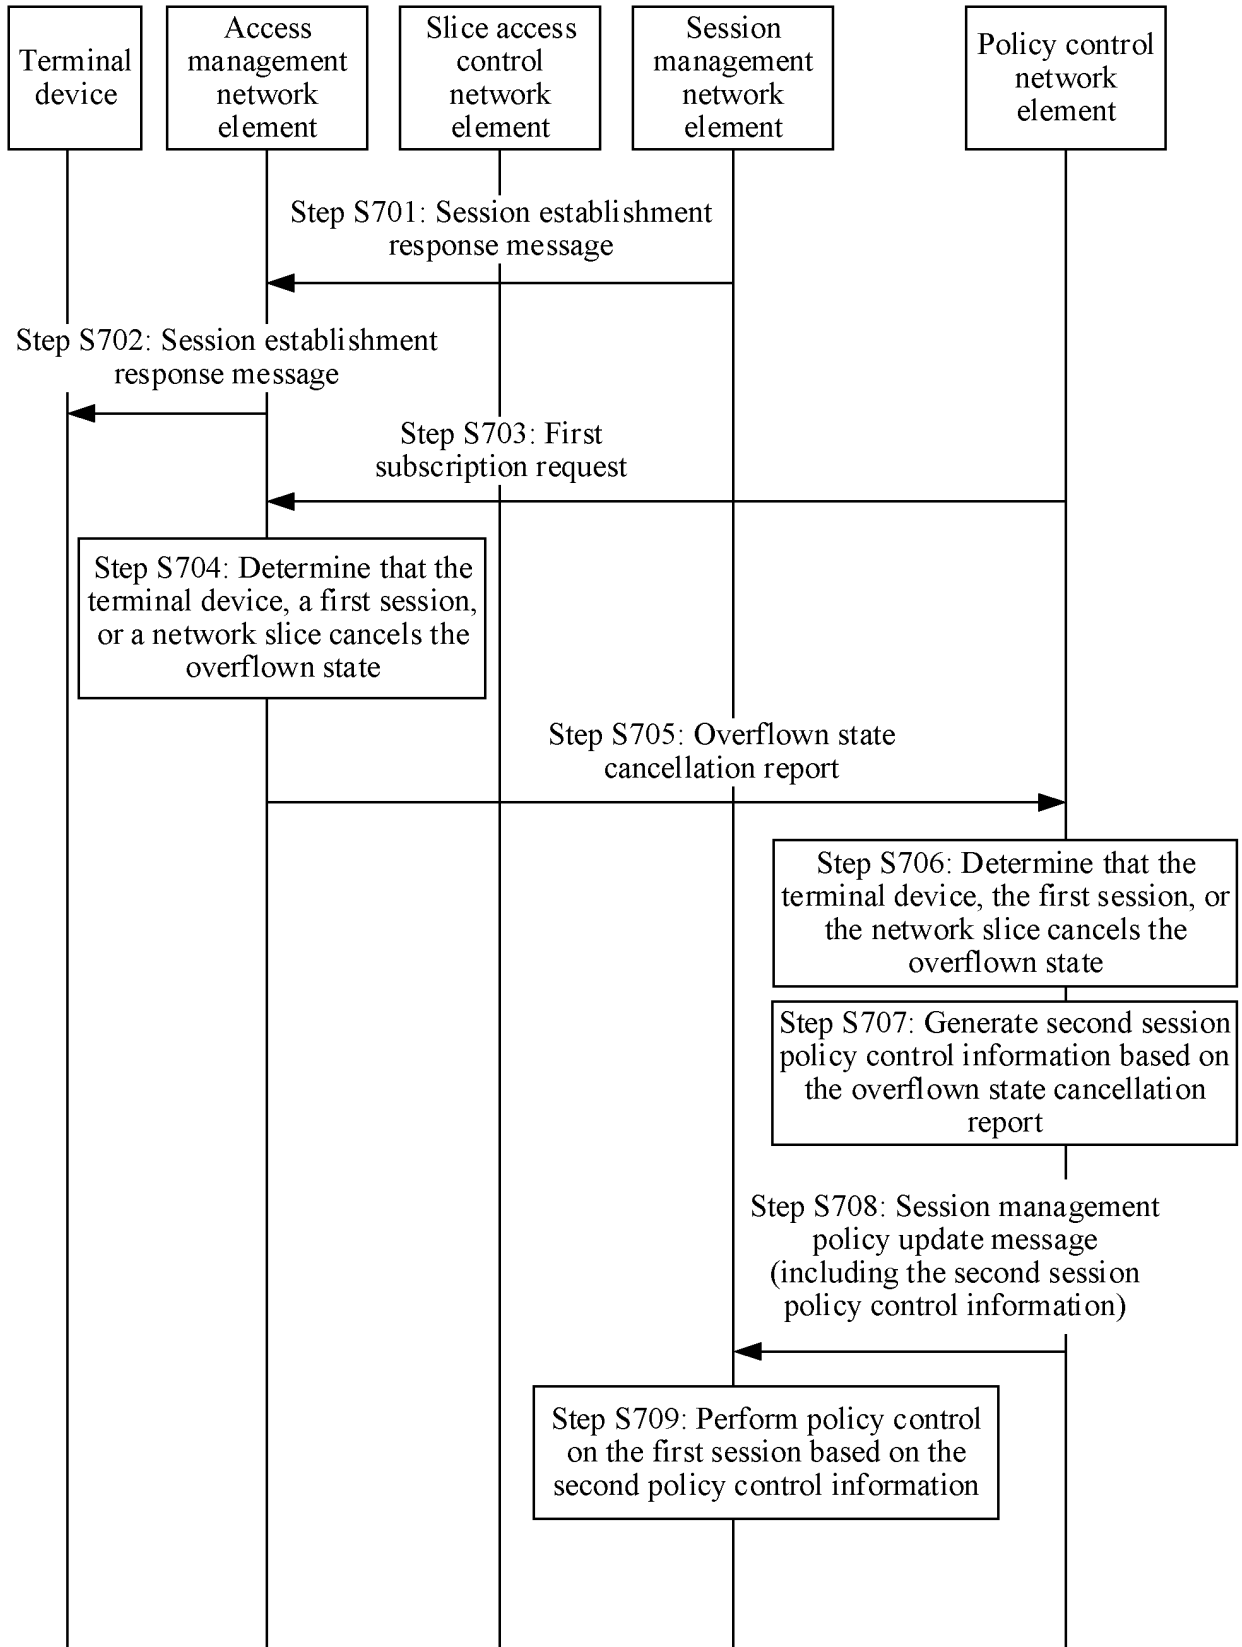 Terminal
device
Access
management
network
element
Slice access
control
network
element
Session
management
network
element
Policy control
network
element
Step S701: Session establishment
response message
Step S702: Session establishment
response message
Step S703: First
subscription request
Step S704: Determine that the
terminal device, a first session,
or a network slice cancels the
overflown state
Step S705: Overflown state
cancellation report
Step S706: Determine that the
terminal device, the first session, or
the network slice cancels the
overflown state
Step S707: Generate second session
policy control information based on
the overflown state cancellation
report
Step S708: Session management
policy update message
(including the second session
policy control information)
Step S709: Perform policy control
on the first session based on the
second policy control information